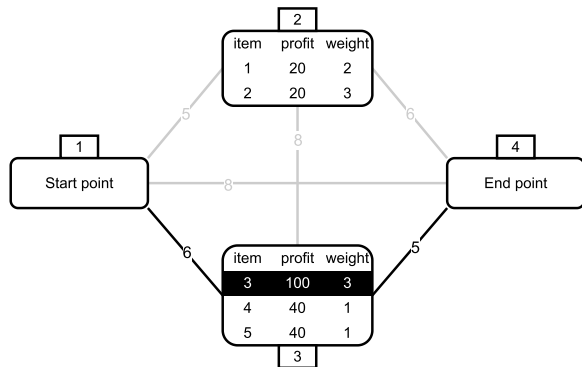 2
item profit weight
1 20 2
2 20 3
5
6
1
8
4
Start point
8
End point
item profit weight
6
5
3 100 3
4 40 1
5 40 1
3